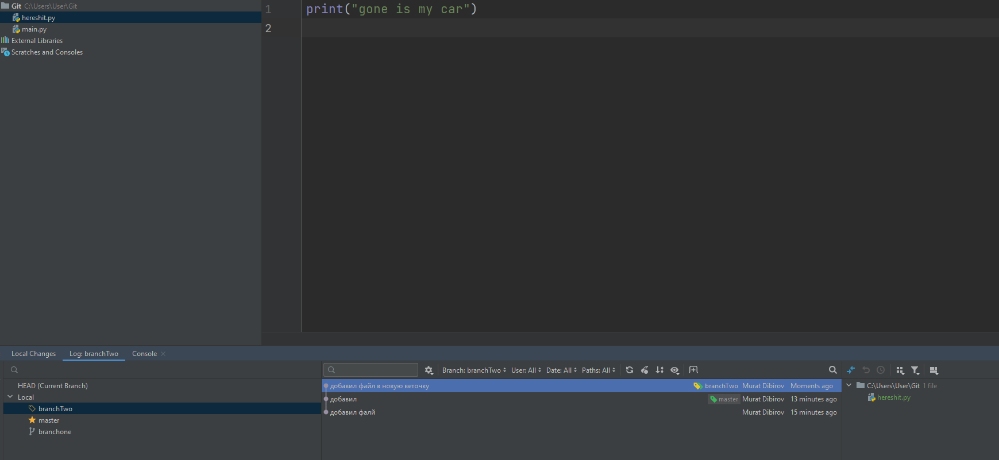 Git C:\Users\User\Git
hereshit.py
main.py
External Libraries
Scratches and Consoles
1 print("gone is my car")
2
Local Changes Log: branchTwo Console
Branch: branchTwo User: All Date: All Paths: All
HEAD (Current Branch)
Local
branchTwo
master
branchone
добавил файл в новую веточку branchTwo Murat Dibirov Moments ago
добавил master Murat Dibirov 13 minutes ago
добавил фалй Murat Dibirov 15 minutes ago
C:\Users\User\Git 1 file
hereshit.py